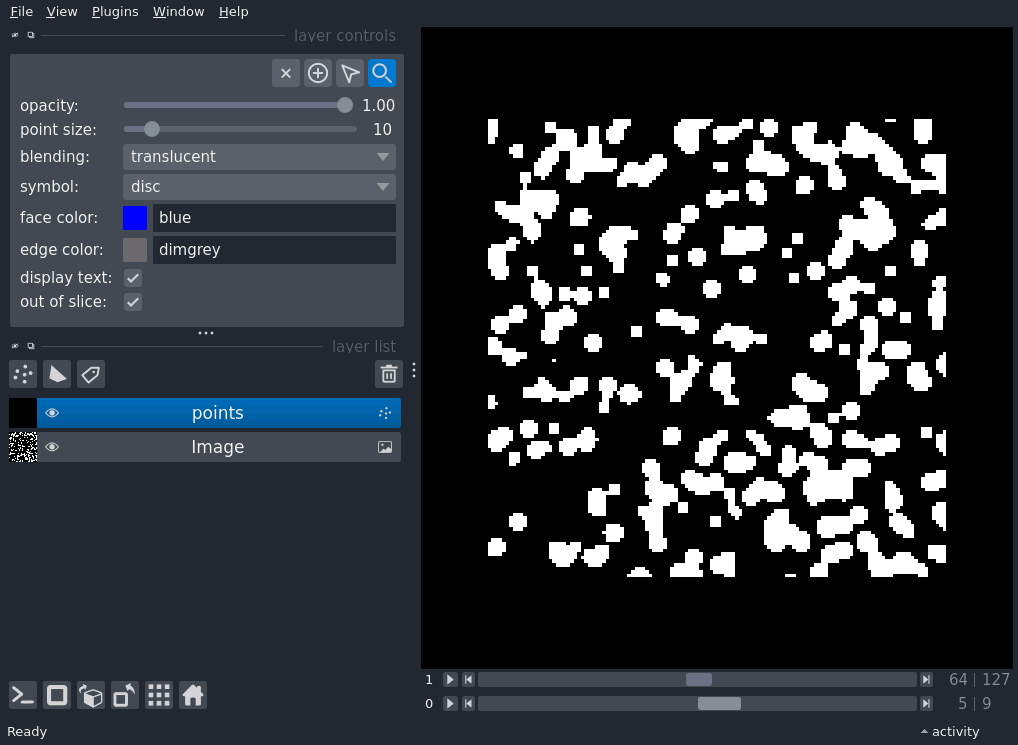 File View Plugins Window Help
layer controls
opacity: 1.00
point size: 10
blending: translucent
symbol: disc
face color: blue
edge color: dimgrey
display text:
out of slice:
layer list
points
Image
1 64 | 127
0 5 | 9
Ready activity